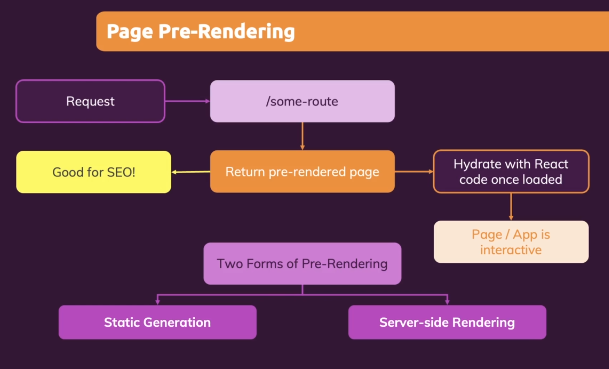 Page Pre-Rendering
Request
/some-route
Good for SEO!
Return pre-rendered page
Hydrate with React
code once loaded
Page / App is
interactive
Two Forms of Pre-Rendering
Static Generation
Server-side Rendering